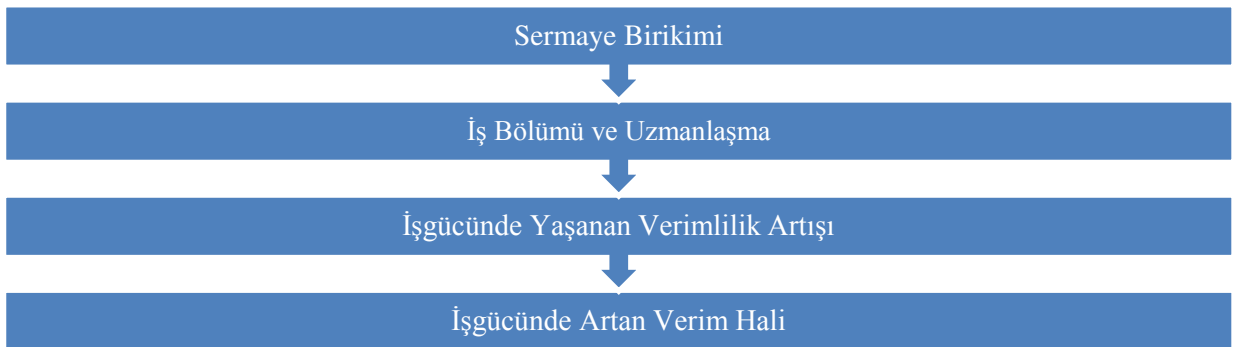 Sermaye Birikimi
İş Bölümü ve Uzmanlaşma
İşgücünde Yaşanan Verimlilik Artışı
İşgücünde Artan Verim Hali